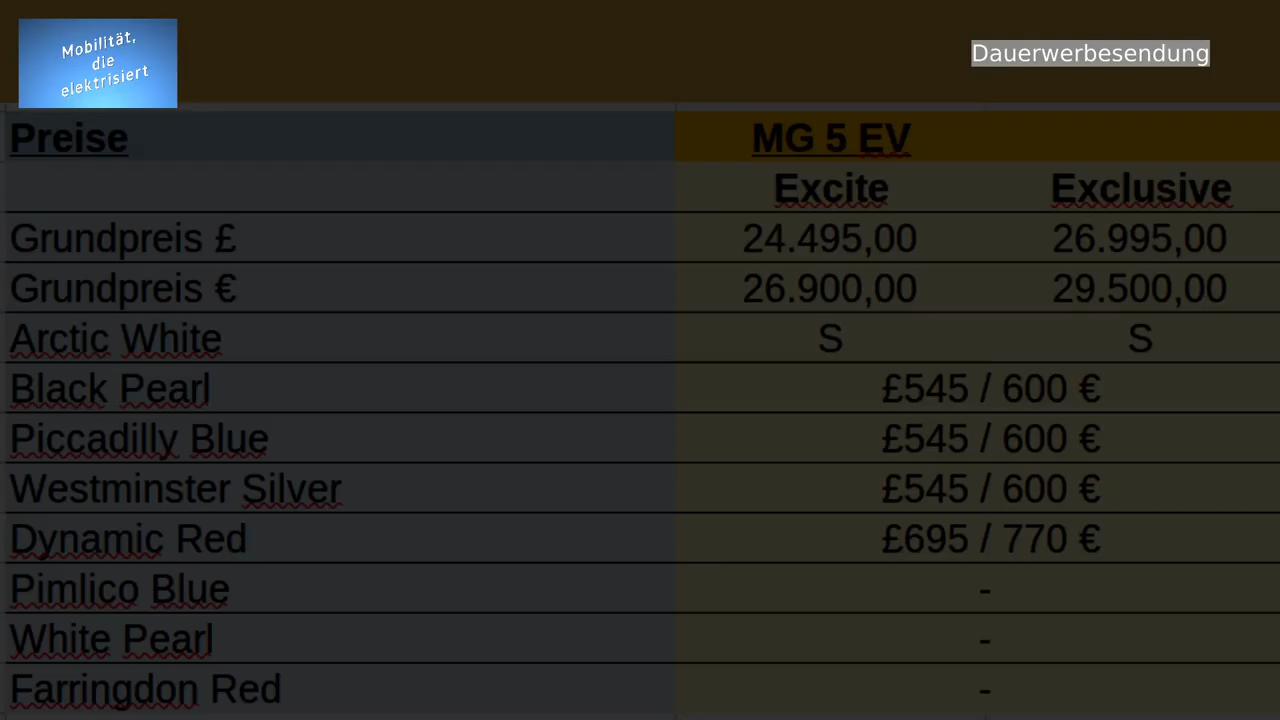 Mobilität,
die
elektrisiert
Dauerwerbesendung
Preise MG 5 EV
Excite Exclusive
Grundpreis £ 24.495,00 26.995,00
Grundpreis € 26.900,00 29.500,00
Arctic White S S
Black Pearl £545 / 600 €
Piccadilly Blue £545 / 600 €
Westminster Silver £545 / 600 €
Dynamic Red £695 / 770 €
Pimlico Blue -
White Pearl -
Farringdon Red -